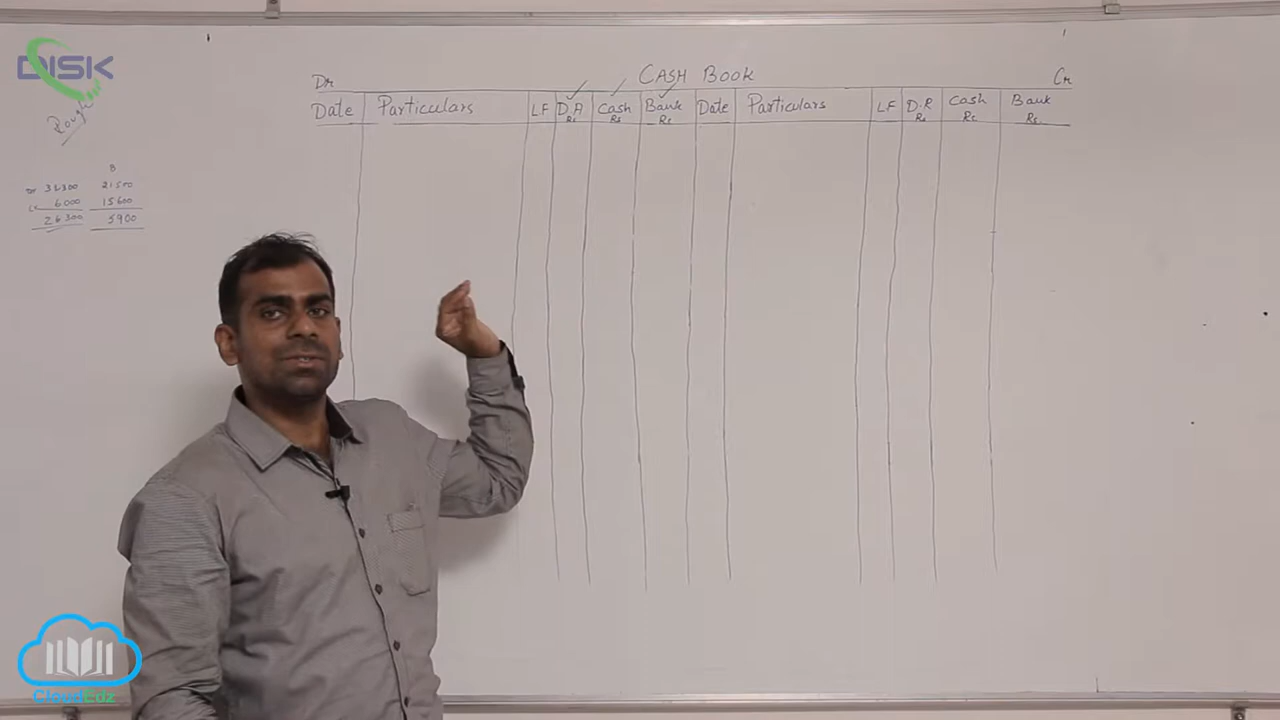 DISK
Rough
Dr CASH BOOK Cr
Date Particulars LF D.A Cash Bank Date Particulars LF D.R Cash Bank
Rs Rs Rs Rs Rs Rs
B
21500
6000 15600
26300 5900
CloudEdz